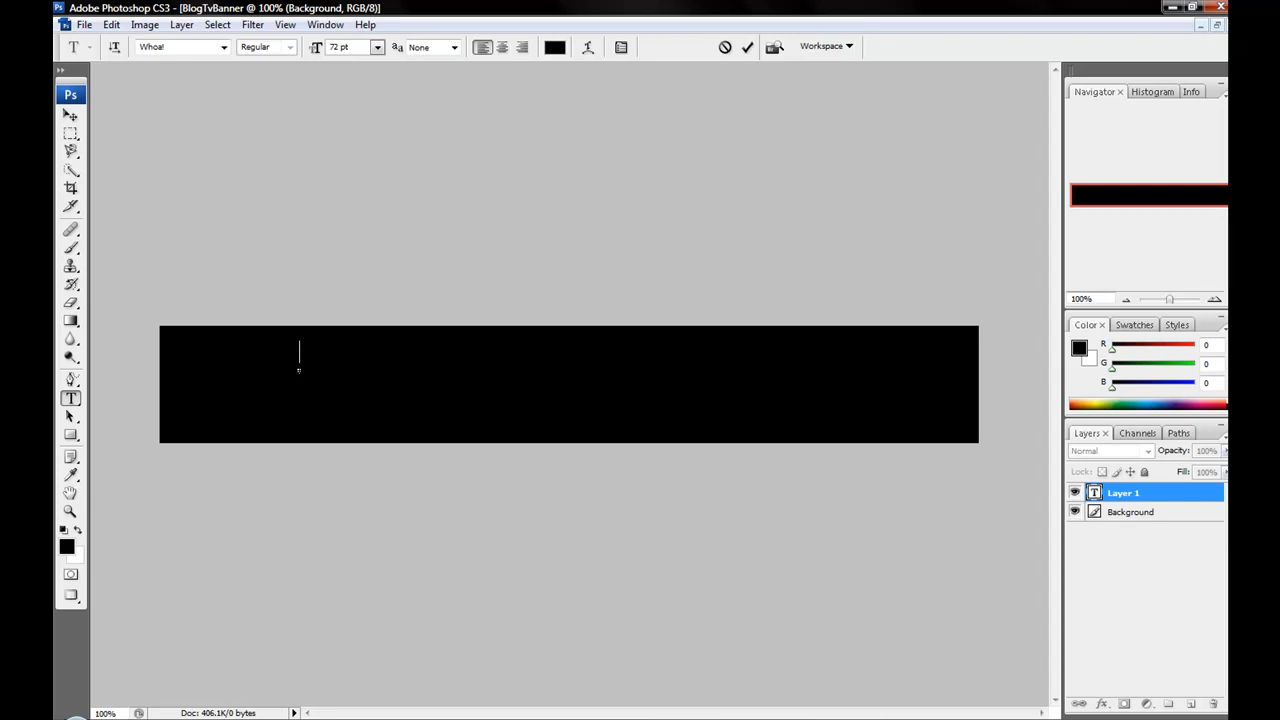 Adobe Photoshop CS3 - [BlogTvBanner @ 100% (Background, RGB/8)]
File Edit Image Layer Select Filter View Window Help
T Whoa! Regular T 72 pt aa None Workspace
Ps
Navigator Histogram Info
100%
Color Swatches Styles
R 0
G 0
B 0
Layers Channels Paths
Normal Opacity: 100%
Lock: Fill: 100%
T Layer 1
Background
T
fx
100% Doc: 406.1K/0 bytes